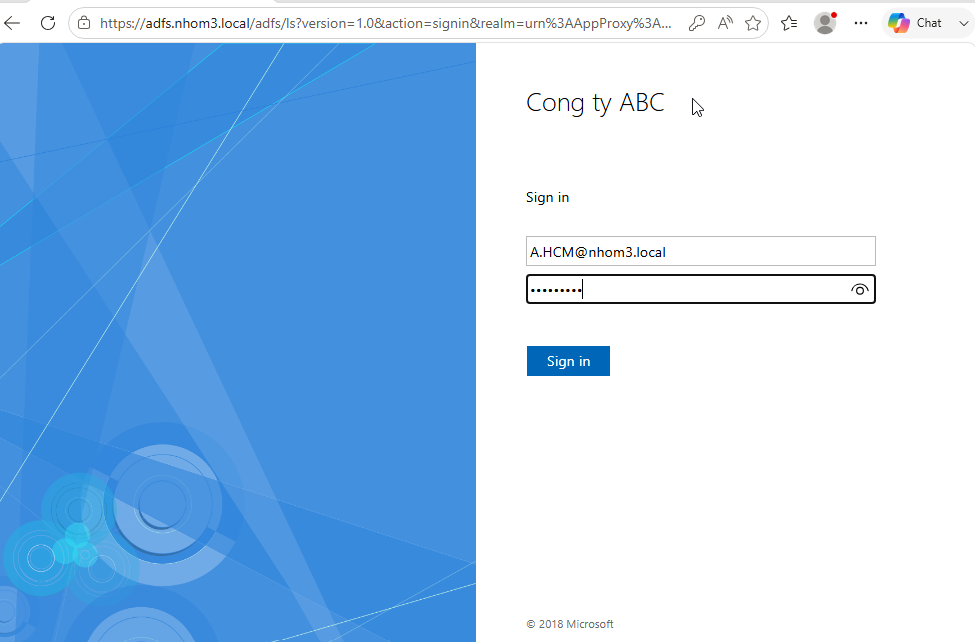 https://adfs.nhom3.local/adfs/ls?version=1.0&action=signin&realm=urn%3AAppProxy%3A...
Chat
Cong ty ABC
Sign in
A.HCM@nhom3.local
•••••••••
Sign in
© 2018 Microsoft